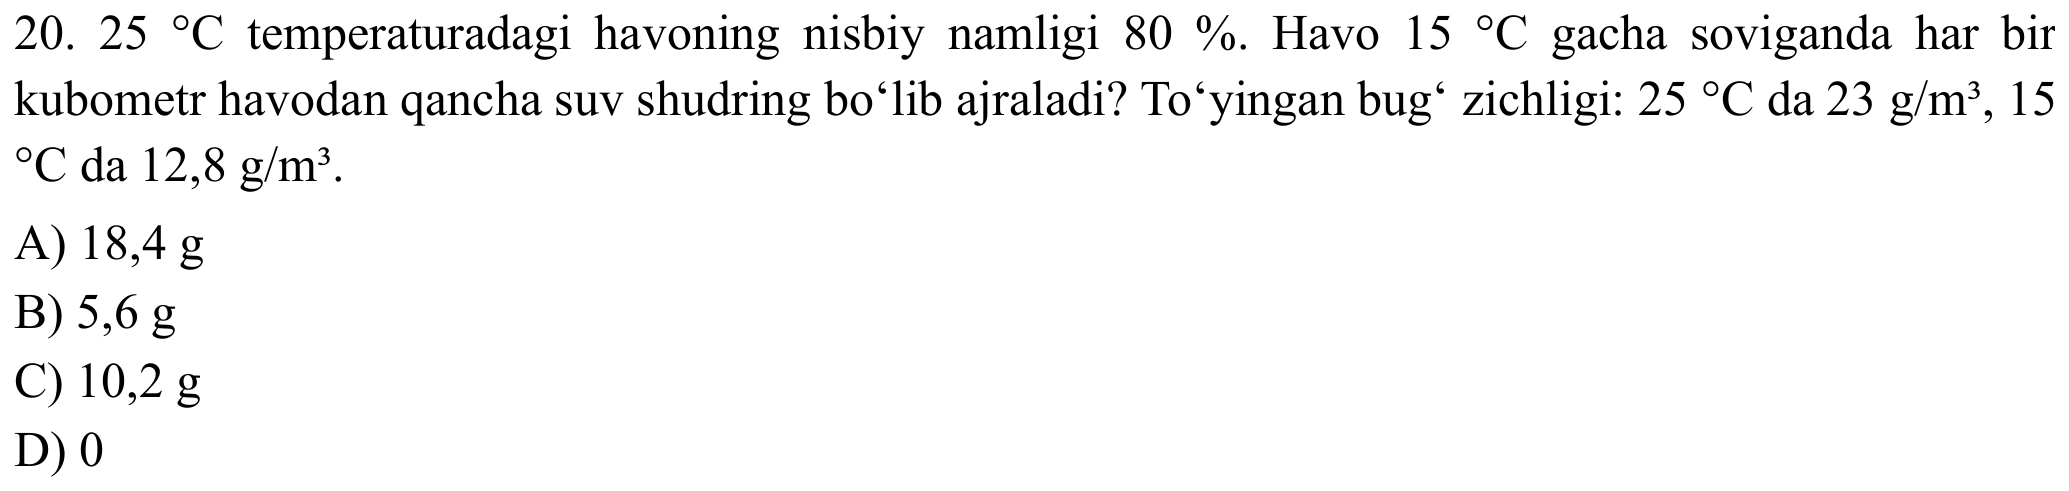 20. 25 °C temperaturadagi havoning nisbiy namligi 80 %. Havo 15 °C gacha soviganda har bir
kubometr havodan qancha suv shudring bo‘lib ajraladi? To‘yingan bug‘ zichligi: 25 °C da 23 g/m³, 15
°C da 12,8 g/m³.
A) 18,4 g
B) 5,6 g
C) 10,2 g
D) 0